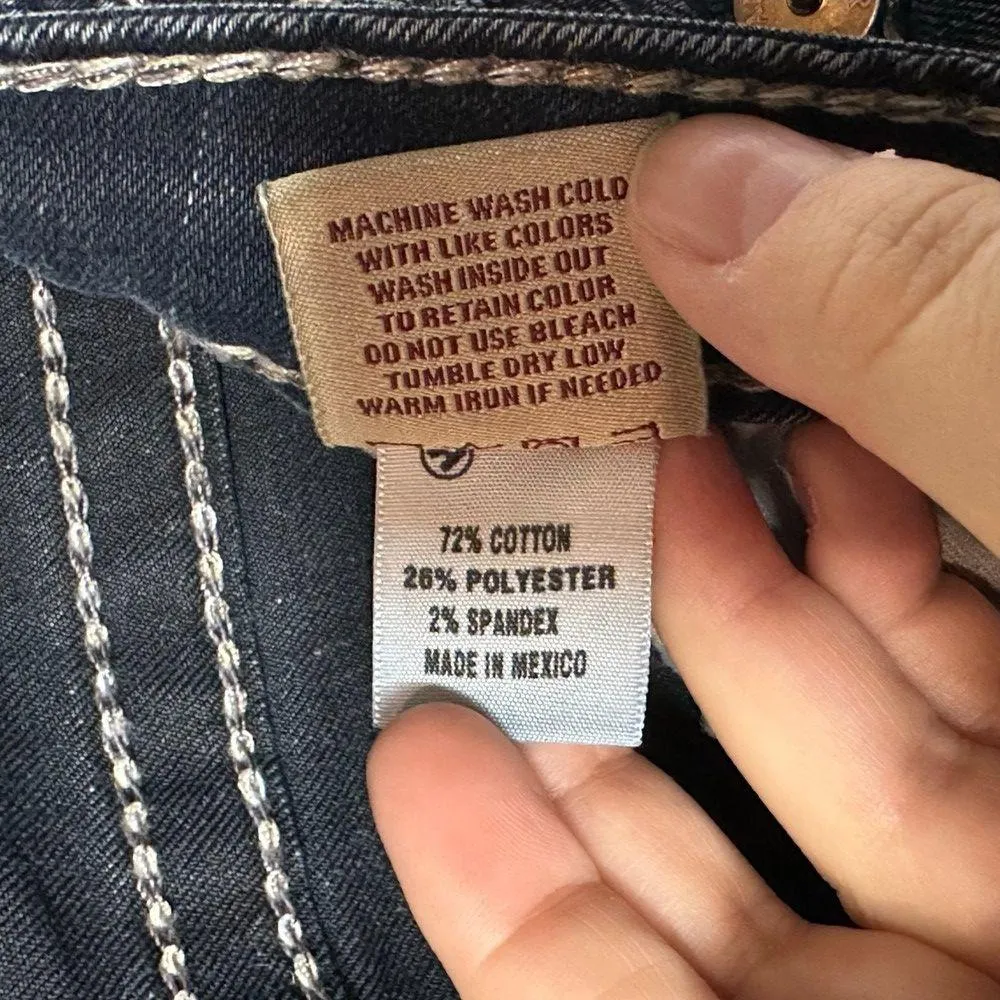 MACHINE WASH COLD
WITH LIKE COLORS
WASH INSIDE OUT
TO RETAIN COLOR
DO NOT USE BLEACH
TUMBLE DRY LOW
WARM IRON IF NEEDED
72% COTTON
26% POLYESTER
2% SPANDEX
MADE IN MEXICO